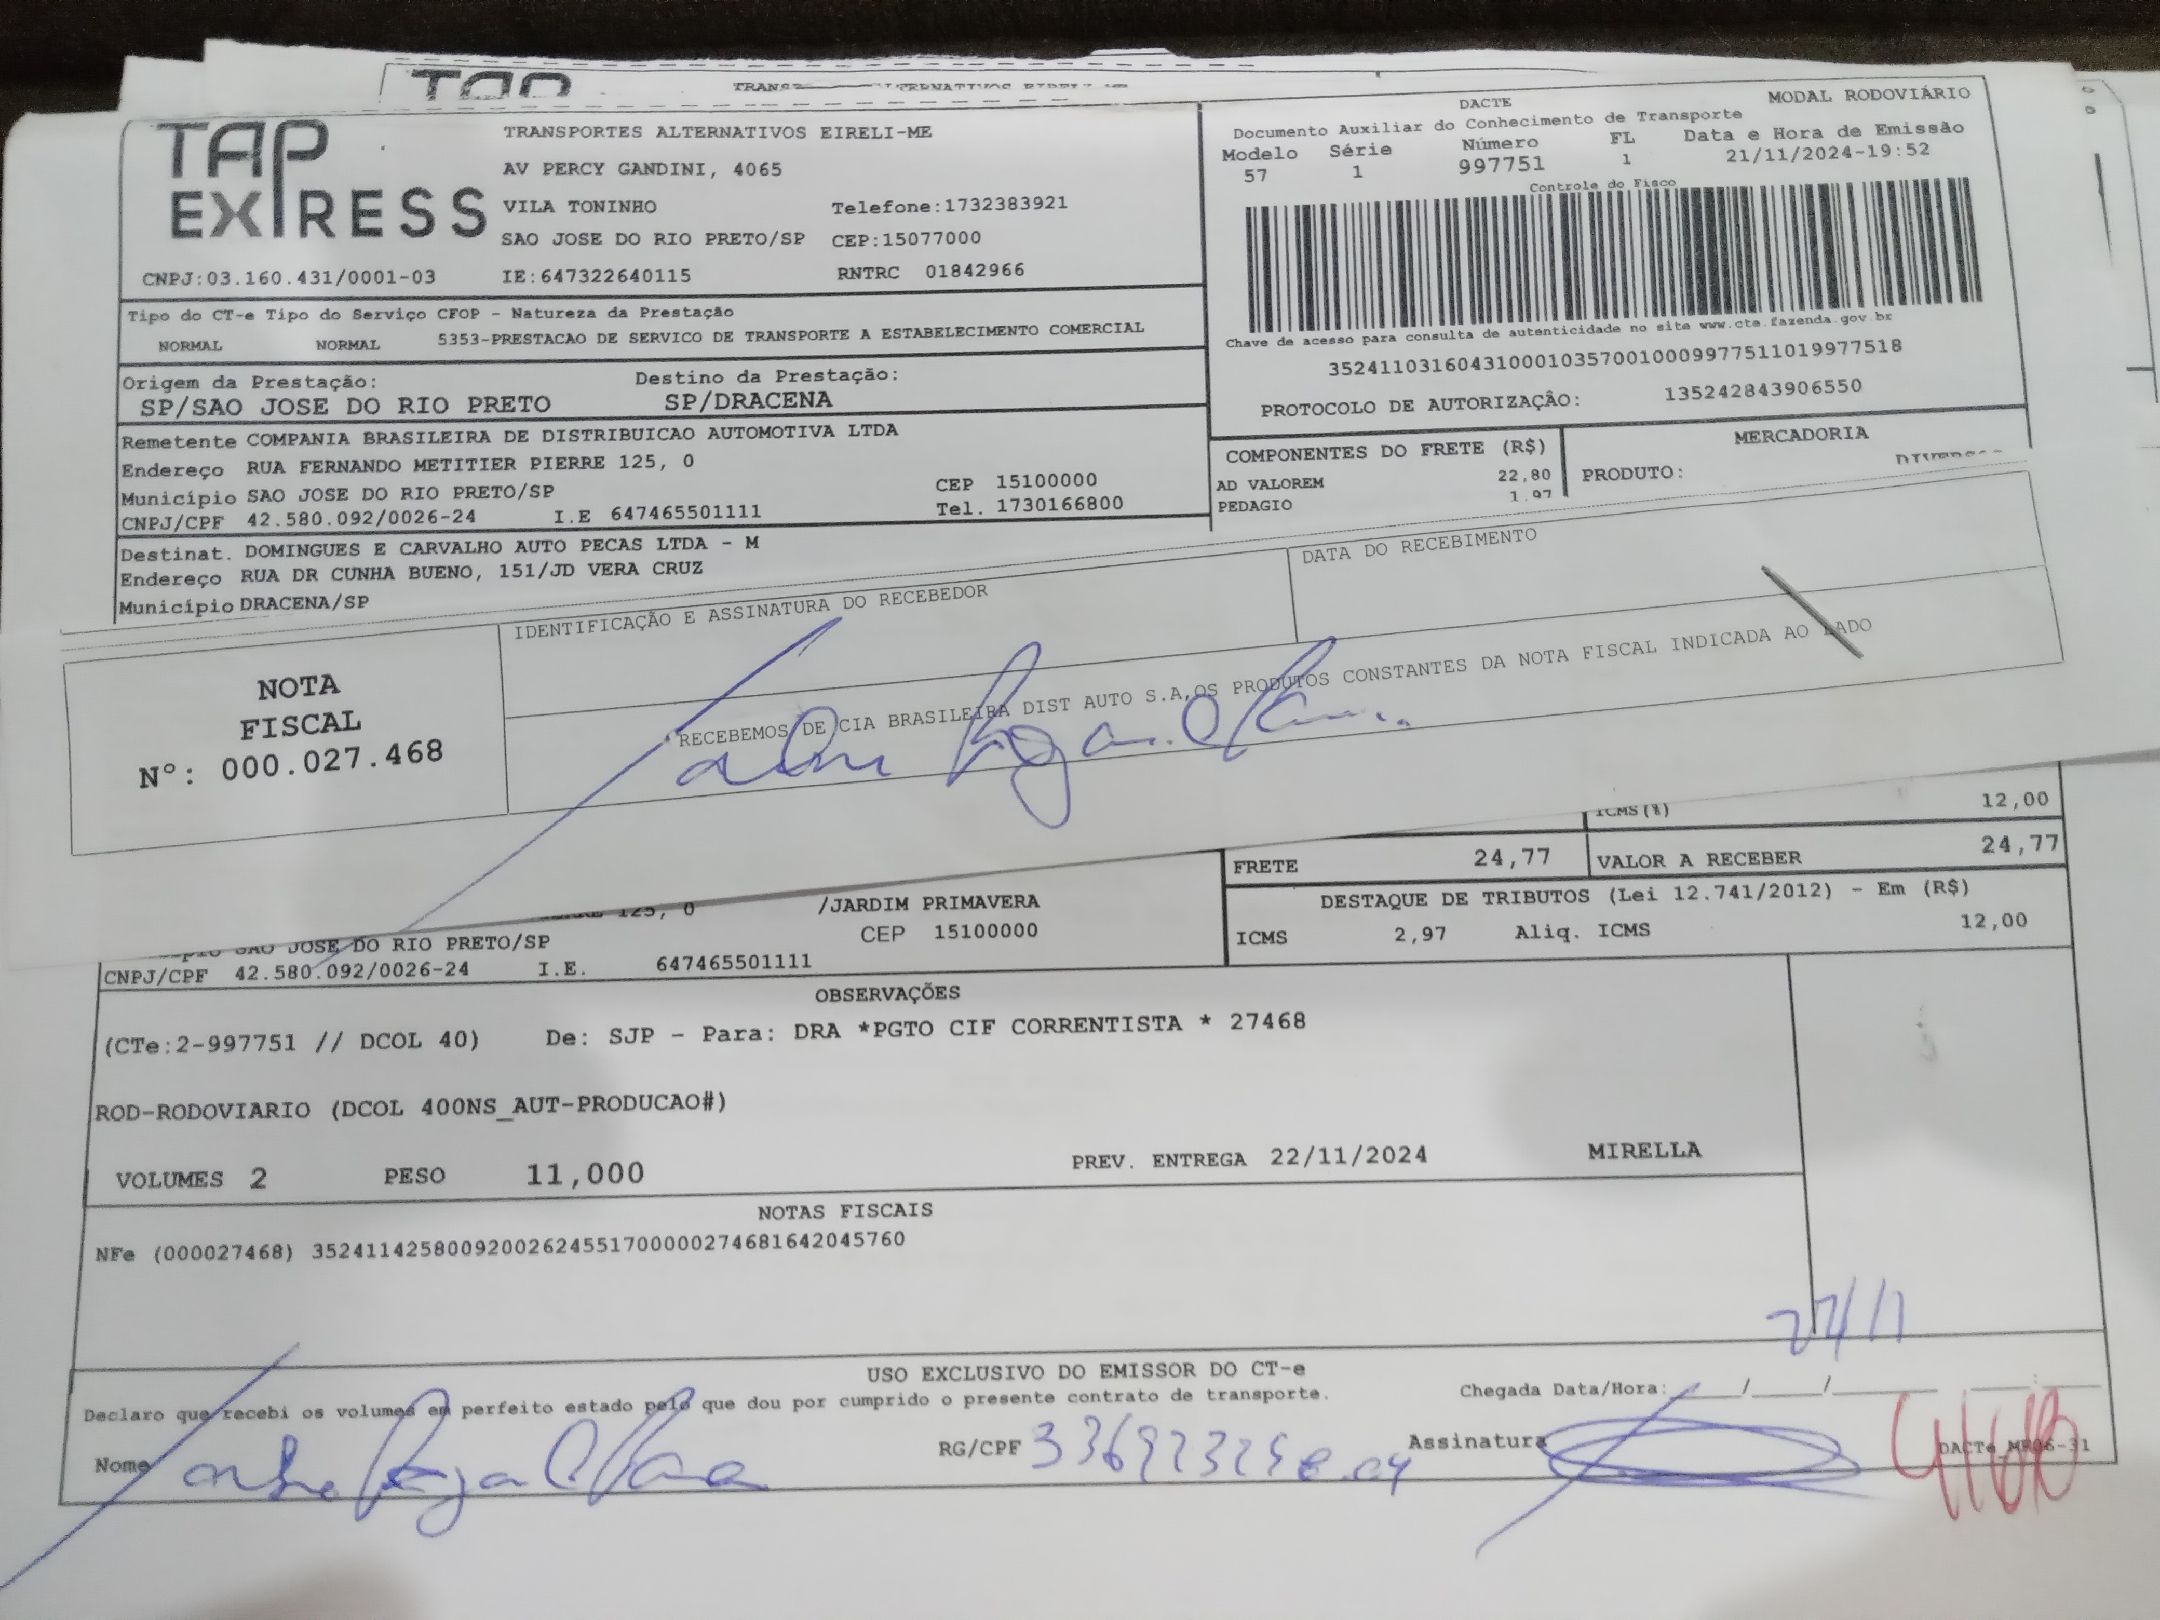 TAP
EXPRESS
TRANSPORTES ALTERNATIVOS EIRELI-ME
AV PERCY GANDINI, 4065
VILA TONINHO Telefone:1732383921
SAO JOSE DO RIO PRETO/SP CEP:15077000
CNPJ:03.160.431/0001-03 IE:647322640115 RNTRC 01842966
DACTE MODAL RODOVIÁRIO
Documento Auxiliar do Conhecimento de Transporte
Modelo Série Número FL Data e Hora de Emissão
57 1 997751 1 21/11/2024-19:52
Controle do Fisco
Chave de acesso para consulta de autenticidade no site www.cte.fazenda.gov.br
35241103160431000103570010009977511019977518
PROTOCOLO DE AUTORIZAÇÃO: 135242843906550
Tipo do CT-e Tipo do Serviço CFOP - Natureza da Prestação
NORMAL NORMAL 5353-PRESTACAO DE SERVICO DE TRANSPORTE A ESTABELECIMENTO COMERCIAL
Origem da Prestação: Destino da Prestação:
SP/SAO JOSE DO RIO PRETO SP/DRACENA
Remetente COMPANIA BRASILEIRA DE DISTRIBUICAO AUTOMOTIVA LTDA
Endereço RUA FERNANDO METITIER PIERRE 125, 0
Município SAO JOSE DO RIO PRETO/SP CEP 15100000
CNPJ/CPF 42.580.092/0026-24 I.E 647465501111 Tel. 1730166800
COMPONENTES DO FRETE (R$) MERCADORIA
AD VALOREM 22,80 PRODUTO:
PEDAGIO 1,97
Destinat. DOMINGUES E CARVALHO AUTO PECAS LTDA - M
Endereço RUA DR CUNHA BUENO, 151/JD VERA CRUZ
Município DRACENA/SP
NOTA
FISCAL
Nº: 000.027.468
IDENTIFICAÇÃO E ASSINATURA DO RECEBEDOR DATA DO RECEBIMENTO
RECEBEMOS DE CIA BRASILEIRA DIST AUTO S.A,OS PRODUTOS CONSTANTES DA NOTA FISCAL INDICADA AO LADO
ICMS(%) 12,00
FRETE 24,77 VALOR A RECEBER 24,77
DESTAQUE DE TRIBUTOS (Lei 12.741/2012) - Em (R$)
ICMS 2,97 Aliq. ICMS 12,00
125, 0 /JARDIM PRIMAVERA
SAO JOSE DO RIO PRETO/SP CEP 15100000
CNPJ/CPF 42.580.092/0026-24 I.E. 647465501111
OBSERVAÇÕES
(CTe:2-997751 // DCOL 40) De: SJP - Para: DRA *PGTO CIF CORRENTISTA * 27468
ROD-RODOVIARIO (DCOL 400NS_AUT-PRODUCAO#)
VOLUMES 2 PESO 11,000 PREV. ENTREGA 22/11/2024 MIRELLA
NOTAS FISCAIS
NFe (000027468) 35241142580092002624551700000274681642045760
USO EXCLUSIVO DO EMISSOR DO CT-e
Declaro que recebi os volumes em perfeito estado pelo que dou por cumprido o presente contrato de transporte.
Chegada Data/Hora:
Nome RG/CPF Assinatura
DACTe MR06-31